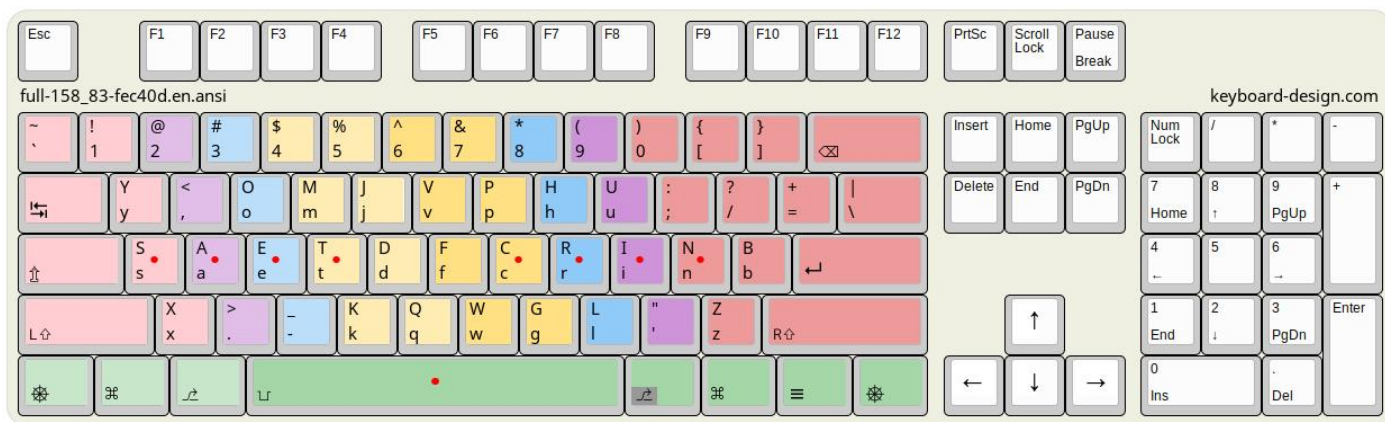 Esc F1 F2 F3 F4 F5 F6 F7 F8 F9 F10 F11 F12 PrtSc Scroll Lock Pause Break
full-158_83-fec40d.en.ansi keyboard-design.com
~ ! @ # $ % ^ & * ( ) { } Insert Home PgUp Num Lock / * -
` 1 2 3 4 5 6 7 8 9 0 [ ] ⌫
Y < O M J V P H U : ? + | Delete End PgDn 7 8 9 +
↹ y , o m j v p h u ; / = \ Home ↑ PgUp
S A E T D F C R I N B 4 5 6
⇪ s a e t d f c r i n b ↵ ← →
X > _ K Q W G L " Z ↑ 1 2 3 Enter
L⇧ x . - k q w g l ' z R⇧ End ↓ PgDn
⎈ ⌘ ⎇ ⊔ ⎇ ⌘ ≡ ⎈ ← ↓ → 0 .
Ins Del